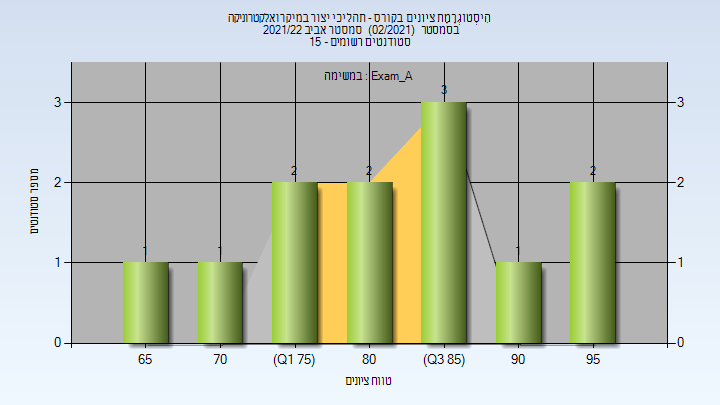 היסטוגרמת ציונים בקורס - תהליכי יצור במיקרואלקטרוניקה
בסמסטר (02/2021) סמסטר אביב 2021/22
סטודנטים רשומים - 15
במשימה : Exam_A
מספר סטודנטים
3
2
1
0
3
2
1
0
1
1
2
2
3
1
2
65
70
(Q1 75)
80
(Q3 85)
90
95
טווח ציונים